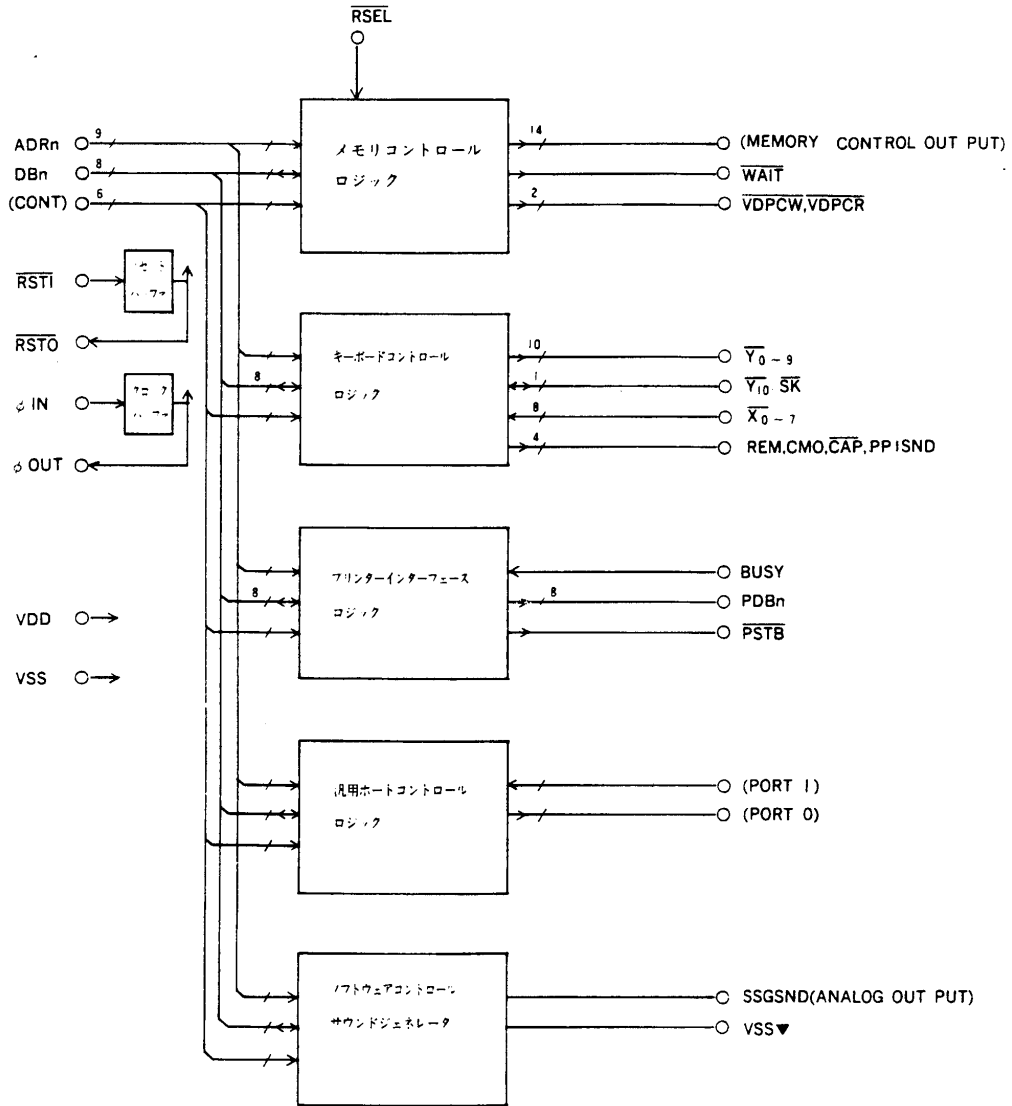 RSEL
ADRn 9
DBn 8
(CONT) 6
メモリコントロール
ロジック
14 (MEMORY CONTROL OUT PUT)
WAIT
2 VDPCW,VDPCR
RSTI
RSTO
φ IN
φ OUT
バッファ
キーボードコントロール
ロジック
8
10 Y0~9
1 Y10 SK
8 X0~7
4 REM,CMO,CAP,PPISND
VDD
VSS
プリンターインターフェース
ロジック
8
BUSY
8 PDBn
PSTB
汎用ポートコントロール
ロジック
(PORT 1)
(PORT 0)
ソフトウェアコントロール
サウンドジェネレータ
SSGSND(ANALOG OUT PUT)
VSS▼